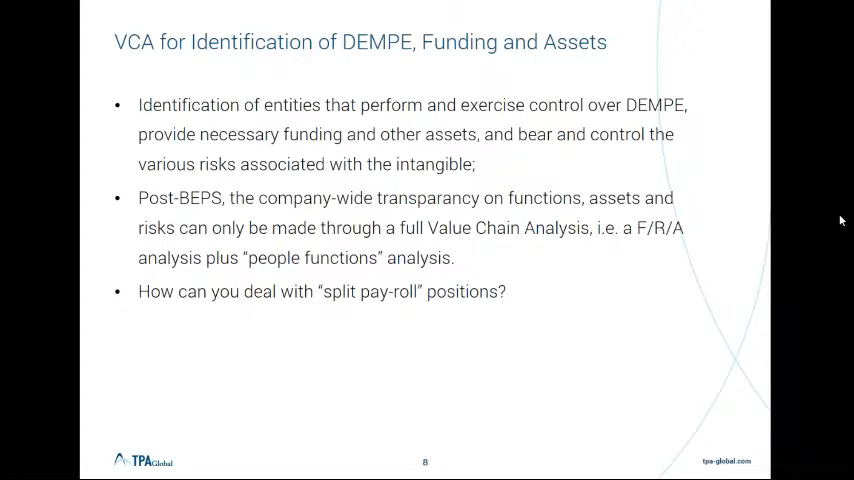 VCA for Identification of DEMPE, Funding and Assets
• Identification of entities that perform and exercise control over DEMPE,
provide necessary funding and other assets, and bear and control the
various risks associated with the intangible;
• Post-BEPS, the company-wide transparancy on functions, assets and
risks can only be made through a full Value Chain Analysis, i.e. a F/R/A
analysis plus “people functions” analysis.
• How can you deal with “split pay-roll” positions?
TPA Global
8
tpa-global.com